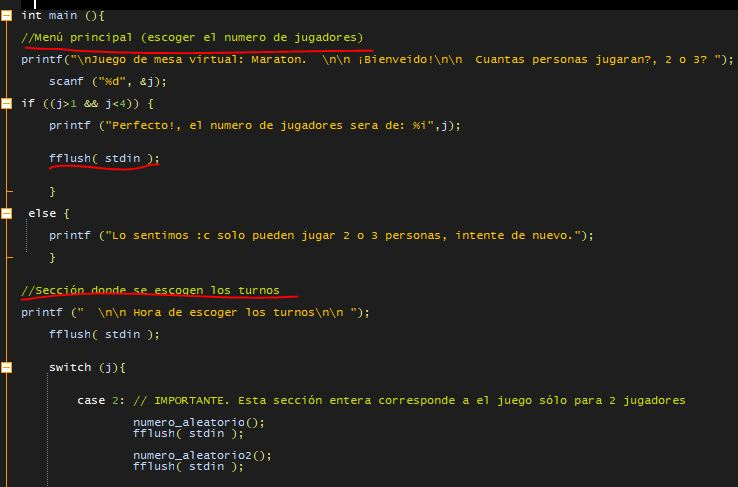 int main (){
//Menú principal (escoger el numero de jugadores)
printf("\nJuego de mesa virtual: Maraton.  \n\n ¡Bienveido!\n\n  Cuantas personas jugaran?, 2 o 3? ");
scanf ("%d", &j);
if ((j>1 && j<4)) {
printf ("Perfecto!, el numero de jugadores sera de: %i",j);
fflush( stdin );
}
else {
printf ("Lo sentimos :c solo pueden jugar 2 o 3 personas, intente de nuevo.");
}
//Sección donde se escogen los turnos
printf ("  \n\n Hora de escoger los turnos\n\n ");
fflush( stdin );
switch (j){
case 2: // IMPORTANTE. Esta sección entera corresponde a el juego sólo para 2 jugadores
numero_aleatorio();
fflush( stdin );
numero_aleatorio2();
fflush( stdin );